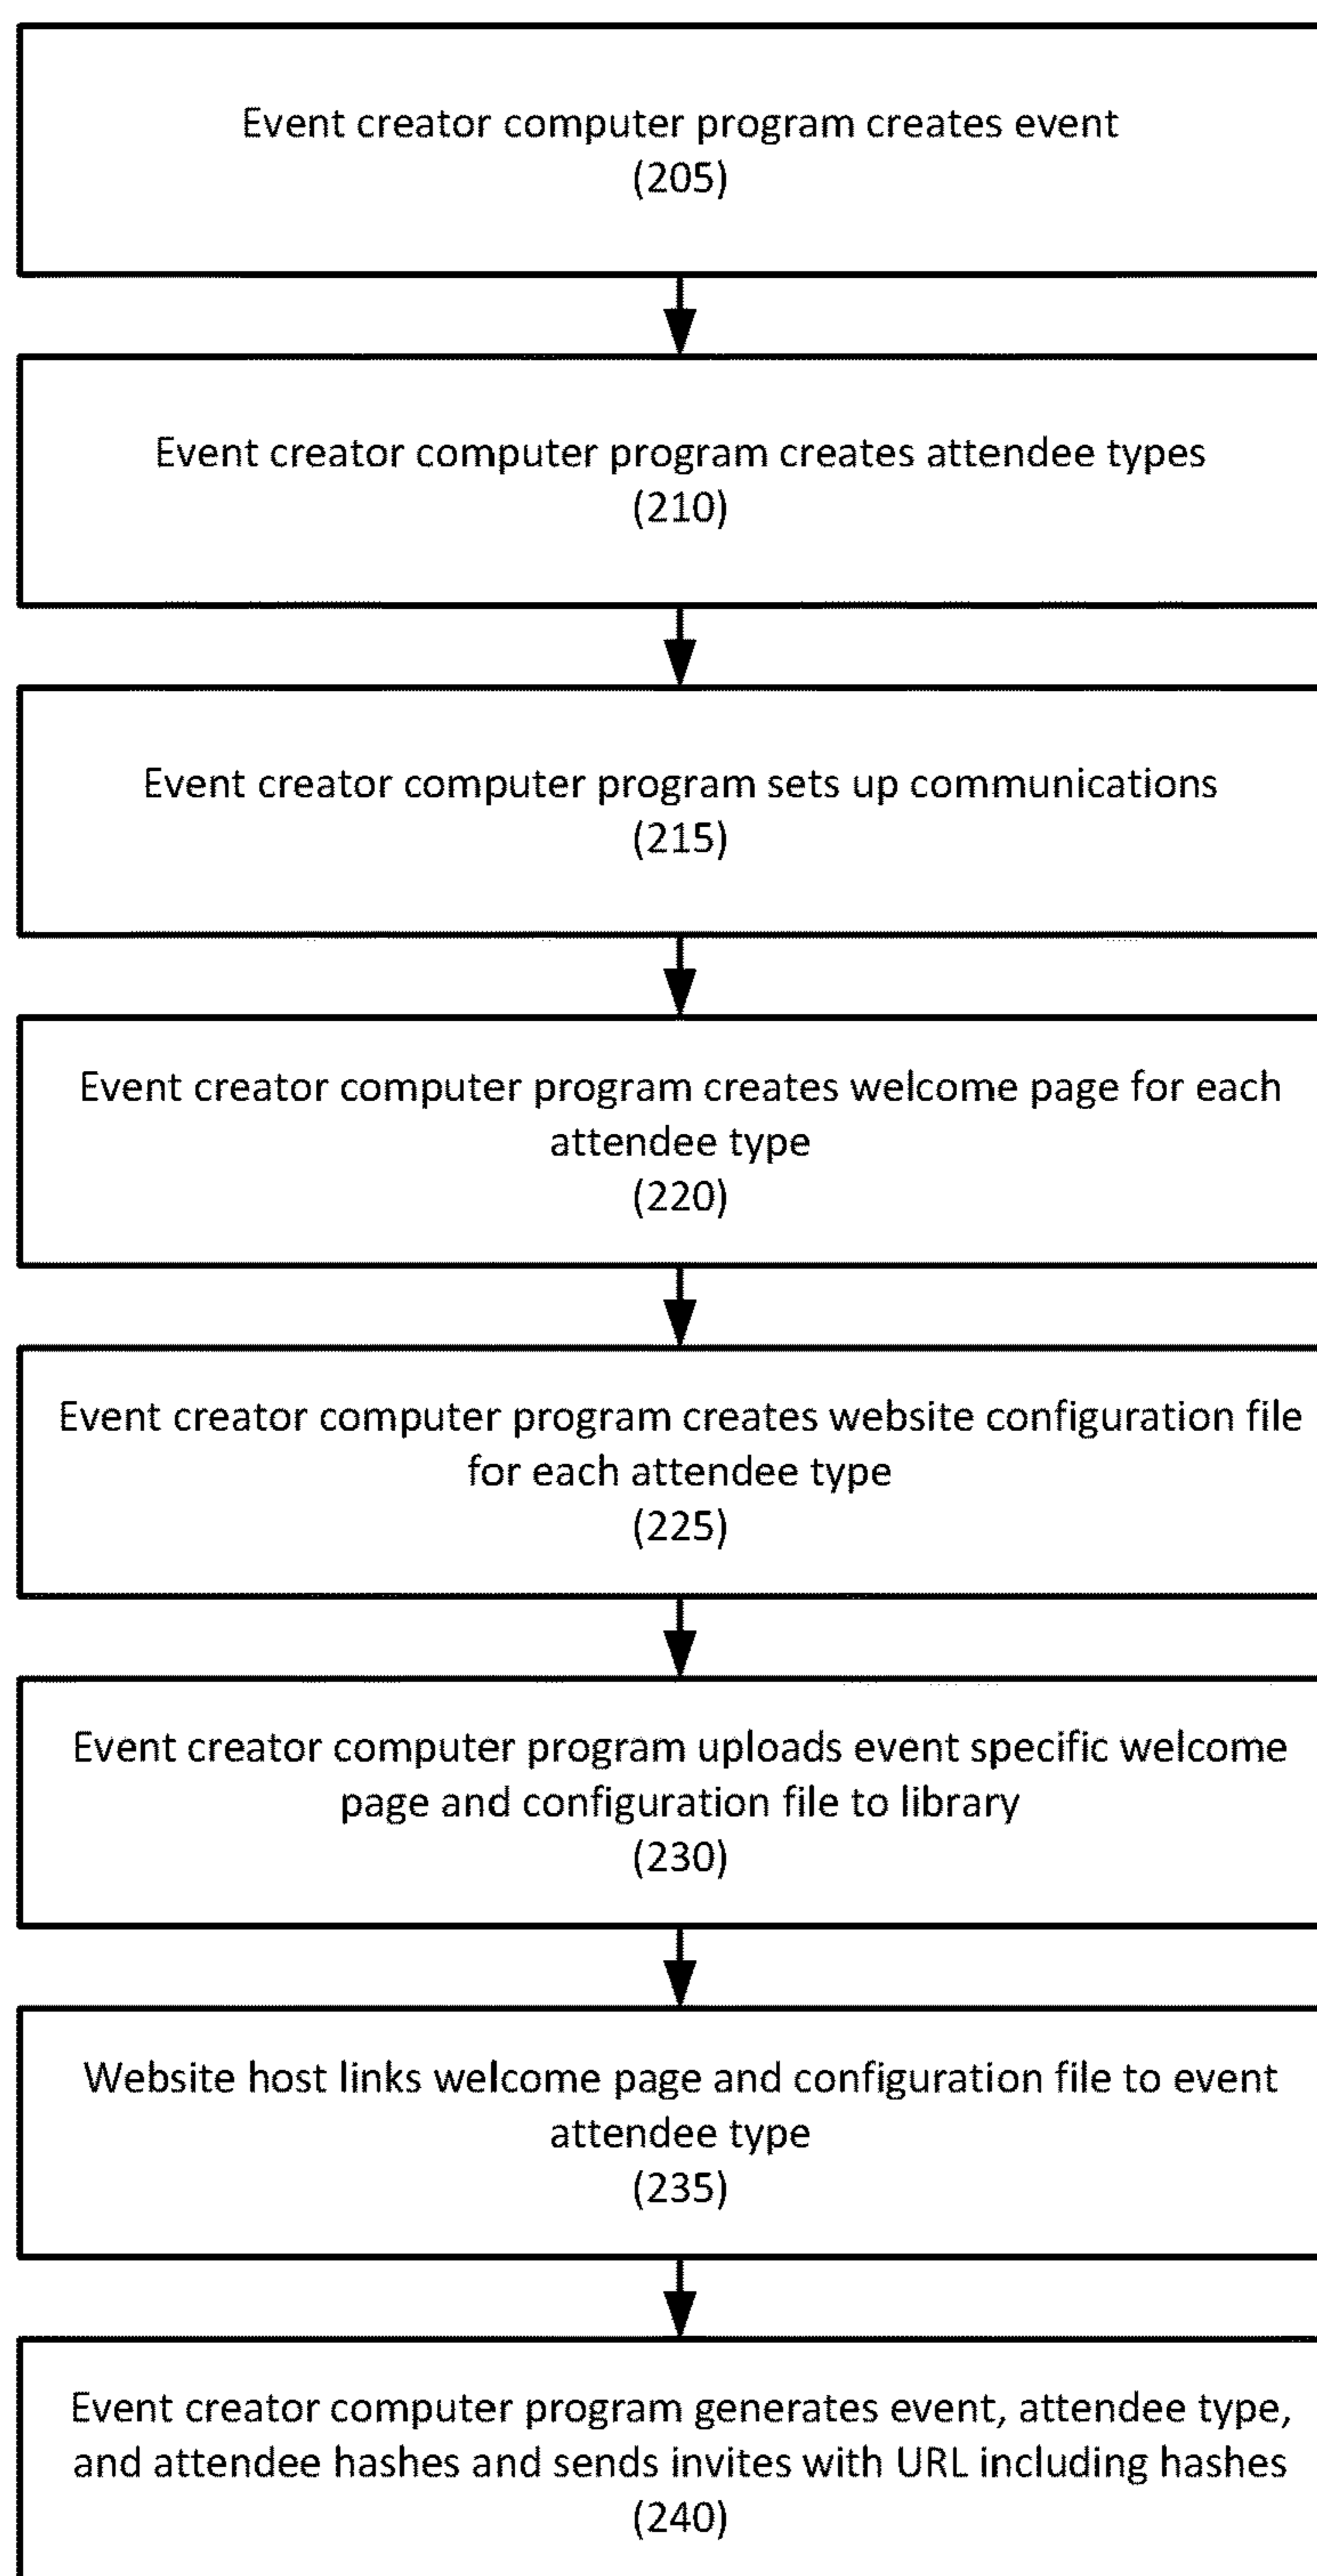 Event creator computer program creates event
(205)
Event creator computer program creates attendee types
(210)
Event creator computer program sets up communications
(215)
Event creator computer program creates welcome page for each
attendee type
(220)
Event creator computer program creates website configuration file
for each attendee type
(225)
Event creator computer program uploads event specific welcome
page and configuration file to library
(230)
Website host links welcome page and configuration file to event
attendee type
(235)
Event creator computer program generates event, attendee type,
and attendee hashes and sends invites with URL including hashes
(240)